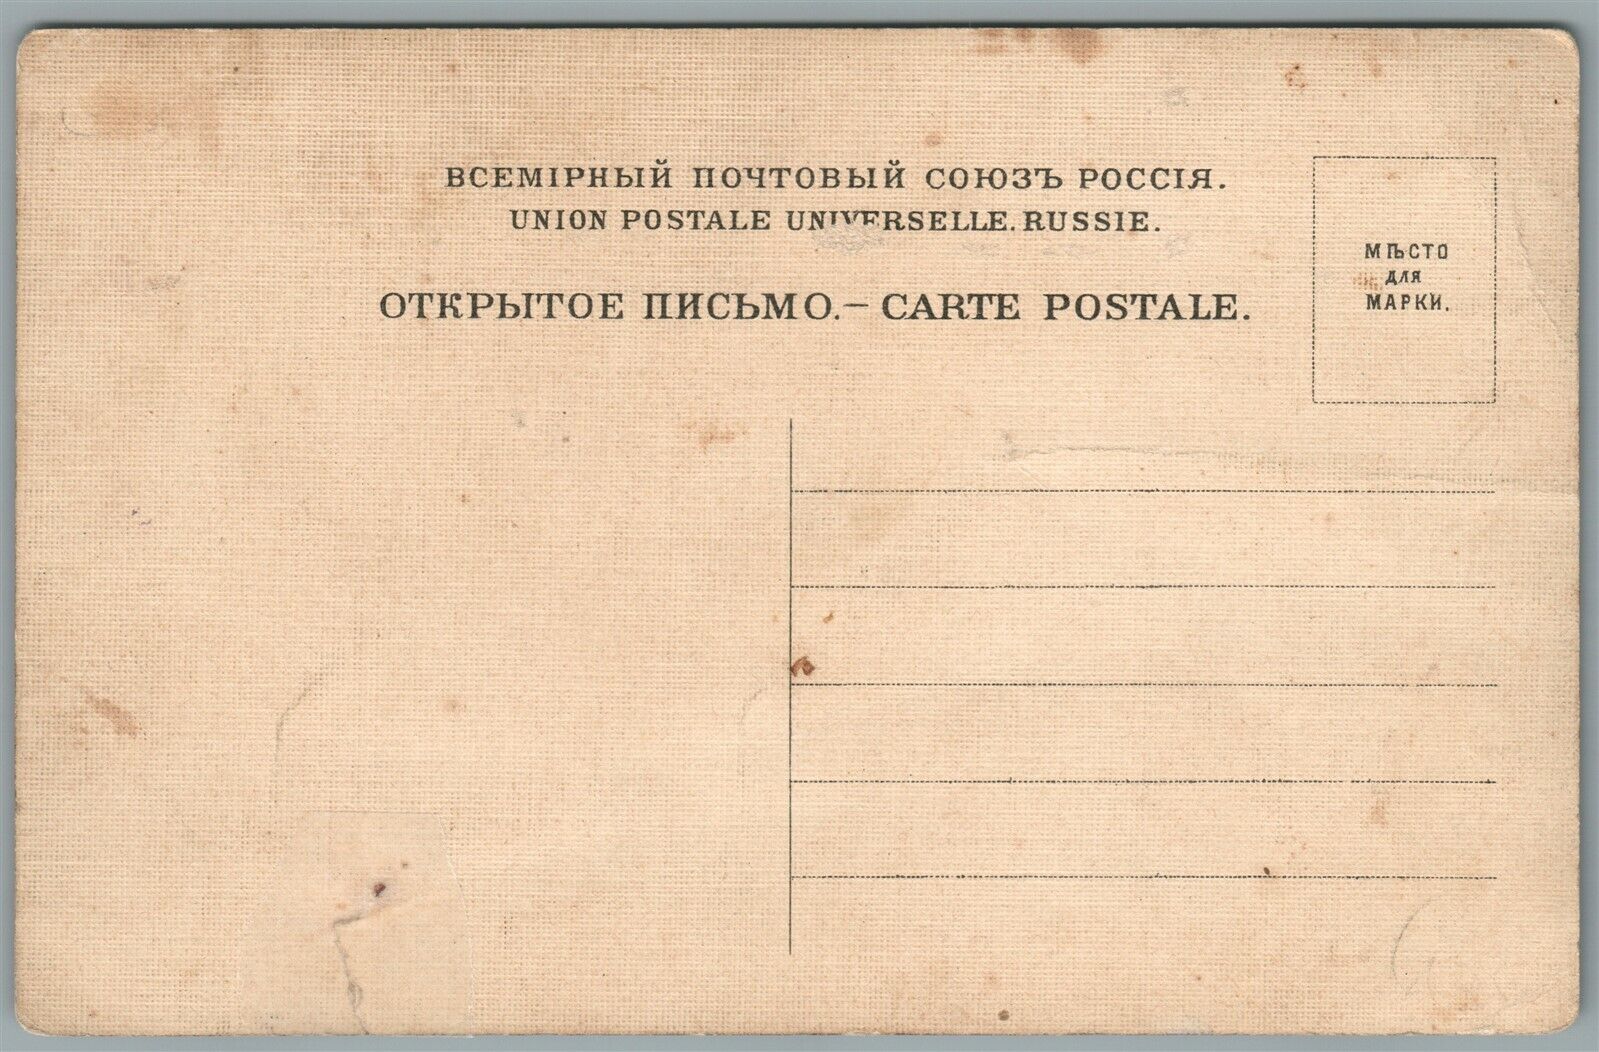 ВСЕМІРНЫЙ ПОЧТОВЫЙ СОЮЗЪ РОССІЯ.
UNION POSTALE UNIVERSELLE. RUSSIE.
ОТКРЫТОЕ ПИСЬМО.— CARTE POSTALE.
МѢСТО
ДЛЯ
МАРКИ.